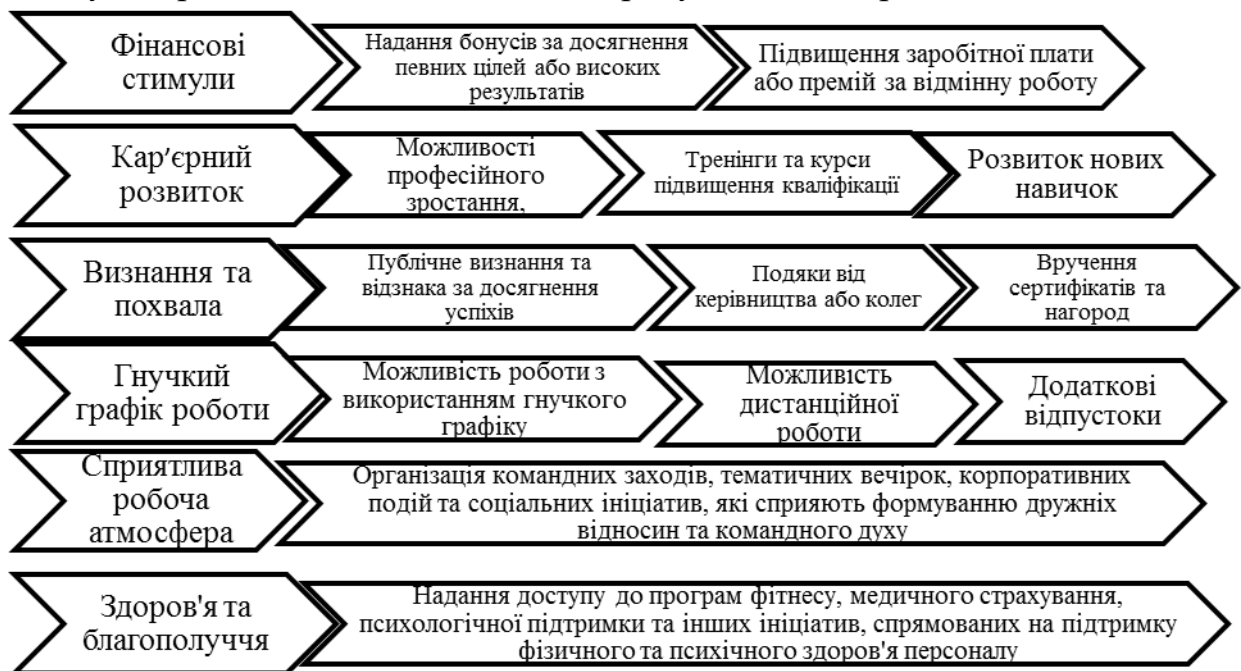 Фінансові
стимули
Надання бонусів за досягнення
певних цілей або високих
результатів
Підвищення заробітної плати
або премій за відмінну роботу
Кар'єрний
розвиток
Можливості
професійного
зростання,
Тренінги та курси
підвищення кваліфікації
Розвиток нових
навичок
Визнання та
похвала
Публічне визнання та
відзнака за досягнення
успіхів
Подяки від
керівництва або колег
Вручення
сертифікатів та
нагород
Гнучкий
графік роботи
Можливість роботи з
використанням гнучкого
графіку
Можливість
дистанційної
роботи
Додаткові
відпустоки
Сприятлива
робоча
атмосфера
Організація командних заходів, тематичних вечірок, корпоративних
подій та соціальних ініціатив, які сприяють формуванню дружніх
відносин та командного духу
Здоров'я та
благополуччя
Надання доступу до програм фітнесу, медичного страхування,
психологічної підтримки та інших ініціатив, спрямованих на підтримку
фізичного та психічного здоров'я персоналу